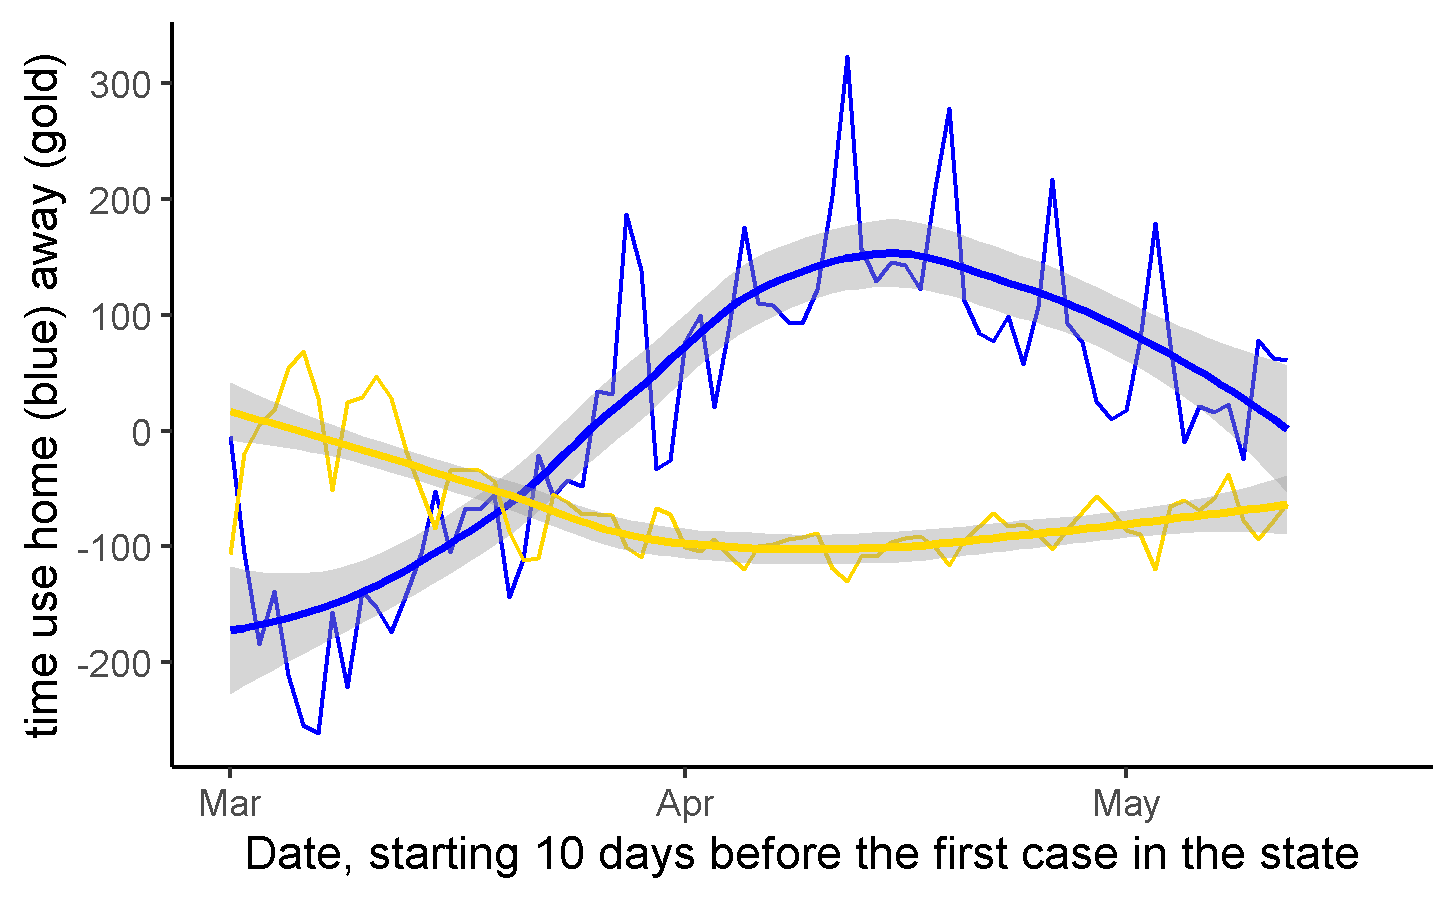 time use home (blue) away (gold)
300
200
100
0
-100
-200
Mar
Apr
May
Date, starting 10 days before the first case in the state